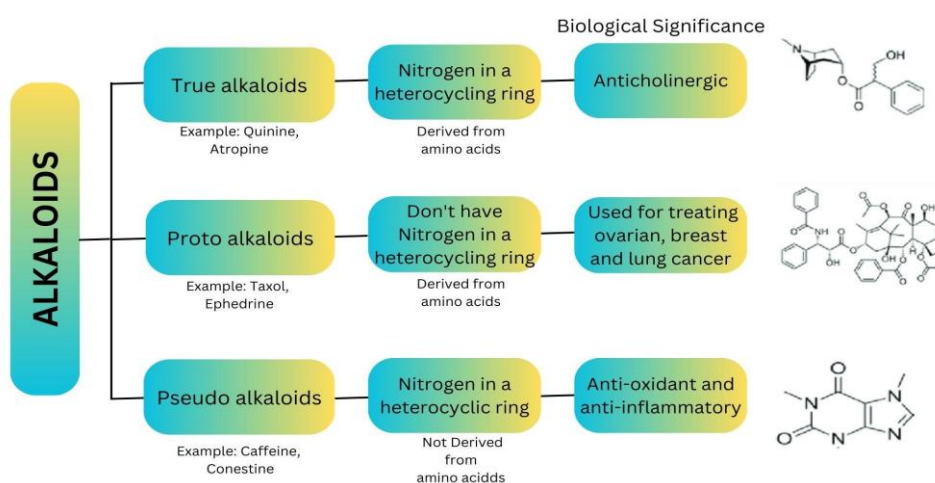 Biological Significance
ALKALOIDS
True alkaloids
Example: Quinine,
Atropine
Nitrogen in a
heterocycling ring
Derived from
amino acids
Anticholinergic
N
OH
O
O
Proto alkaloids
Example: Taxol,
Ephedrine
Don't have
Nitrogen in a
heterocycling ring
Derived from
amino acids
Used for treating
ovarian, breast
and lung cancer
Pseudo alkaloids
Example: Caffeine,
Conestine
Nitrogen in a
heterocyclic ring
Not Derived
from
amino acidds
Anti-oxidant and
anti-inflammatory
O
N
N
O
N
N